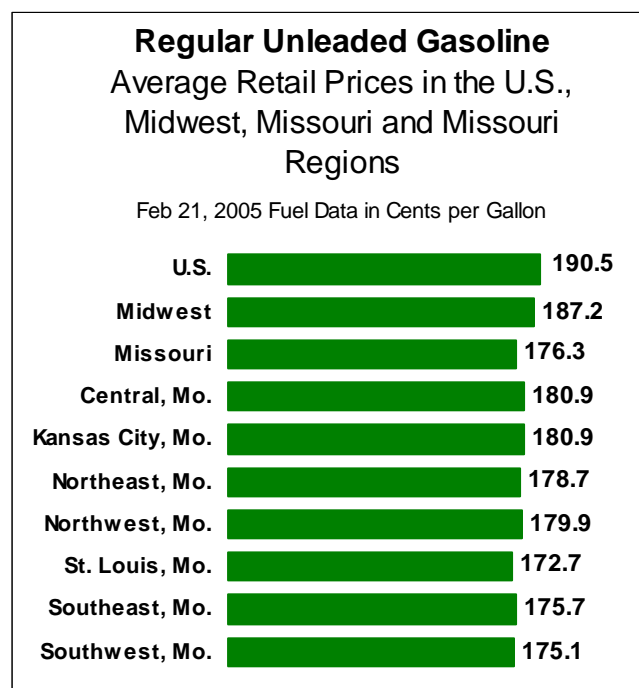 Regular Unleaded Gasoline
Average Retail Prices in the U.S.,
Midwest, Missouri and Missouri
Regions
Feb 21, 2005 Fuel Data in Cents per Gallon
U.S. 190.5
Midwest 187.2
Missouri 176.3
Central, Mo. 180.9
Kansas City, Mo. 180.9
Northeast, Mo. 178.7
Northwest, Mo. 179.9
St. Louis, Mo. 172.7
Southeast, Mo. 175.7
Southwest, Mo. 175.1